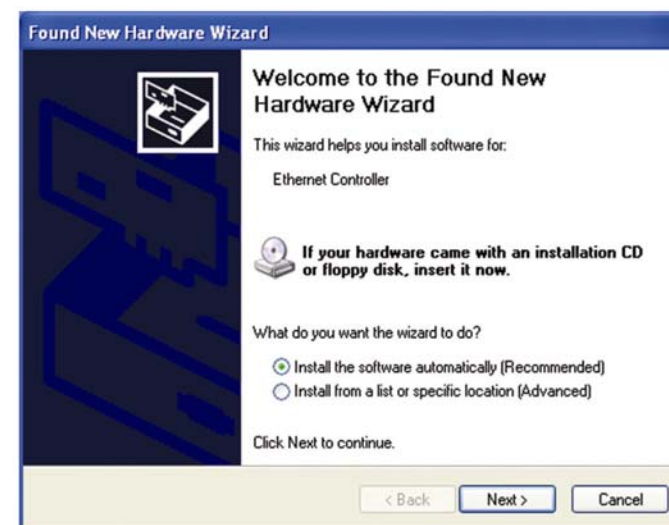 Found New Hardware Wizard
Welcome to the Found New
Hardware Wizard
This wizard helps you install software for:
Ethernet Controller
If your hardware came with an installation CD
or floppy disk, insert it now.
What do you want the wizard to do?
Install the software automatically (Recommended)
Install from a list or specific location (Advanced)
Click Next to continue.
< Back Next > Cancel